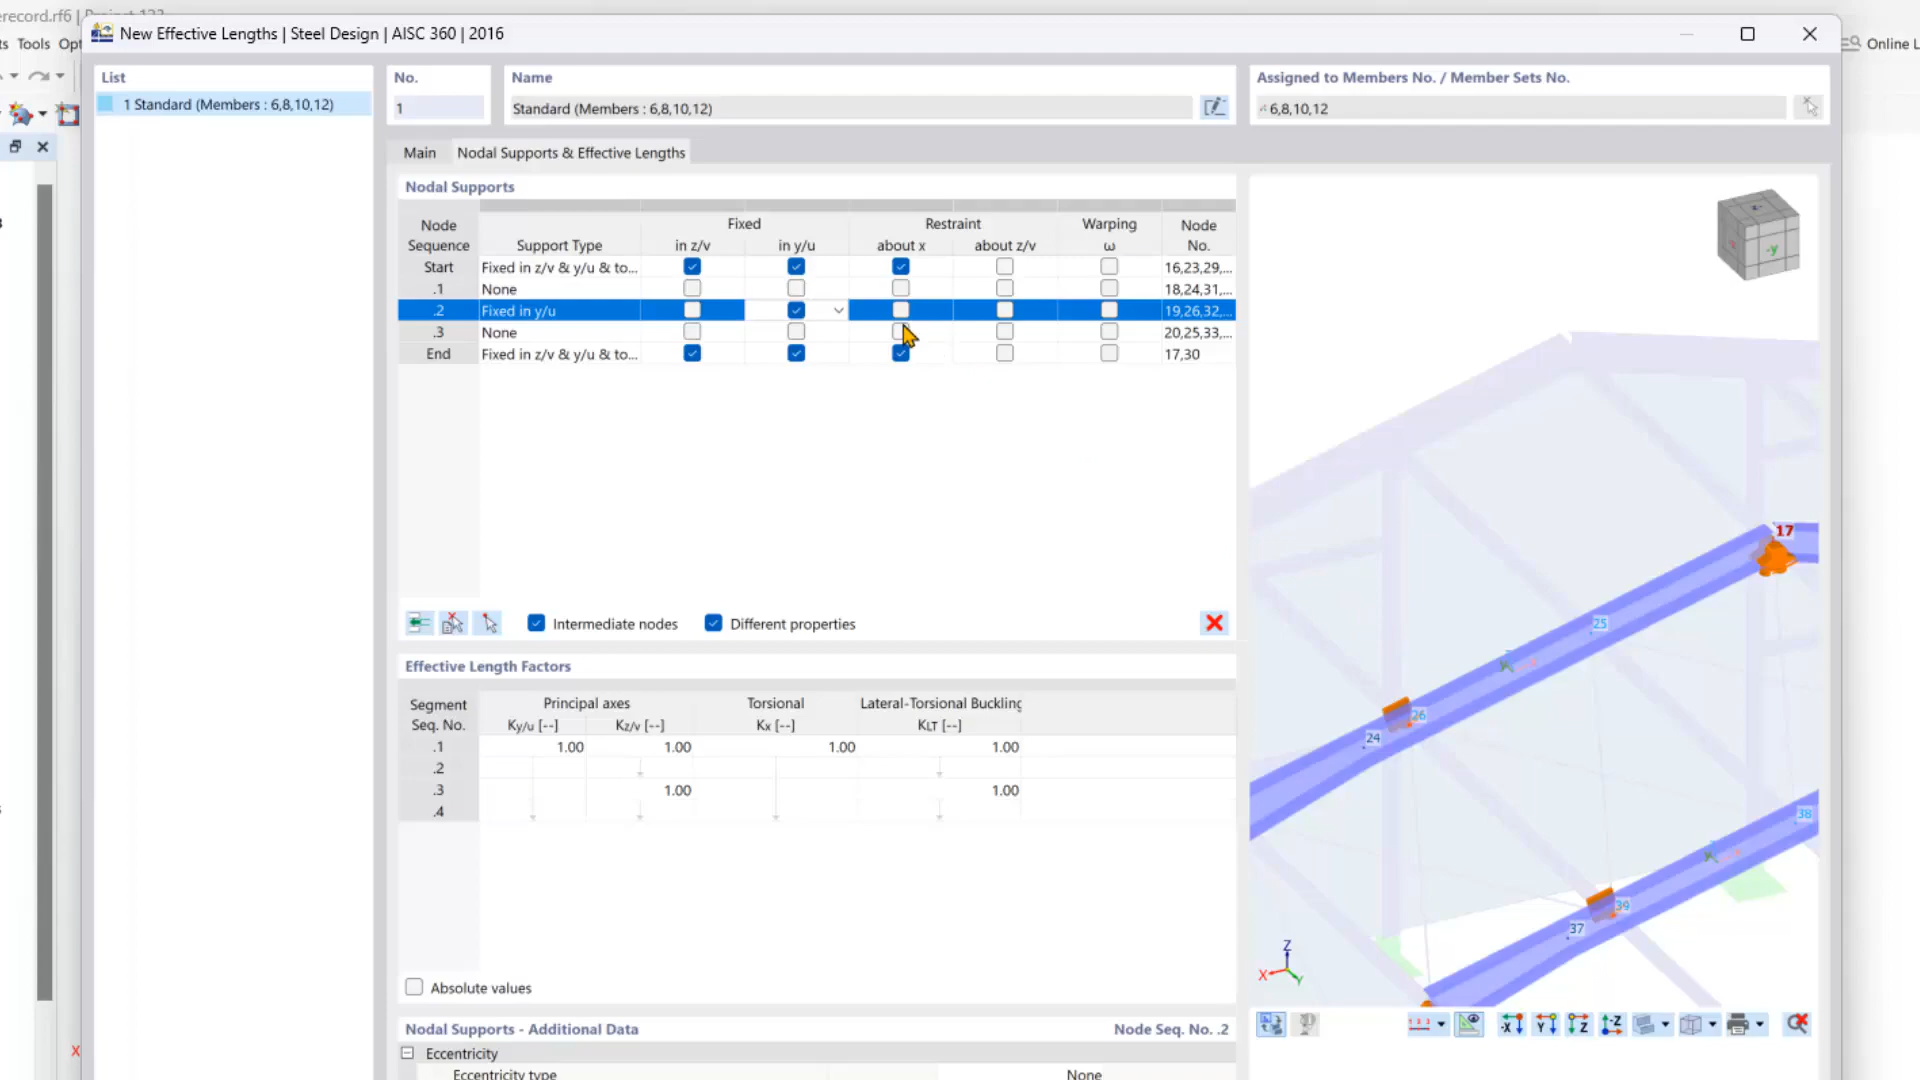 New Effective Lengths | Steel Design | AISC 360 | 2016
Tools
Online L
List
1 Standard (Members : 6,8,10,12)
No.
1
Name
Standard (Members : 6,8,10,12)
Assigned to Members No. / Member Sets No.
6,8,10,12
Main
Nodal Supports & Effective Lengths
Nodal Supports
Node Sequence
Support Type
Fixed
in z/v
in y/u
Restraint
about x
about z/v
Warping
ω
Node No.
Start Fixed in z/v & y/u & to... 16,23,29,...
.1 None 18,24,31,...
.2 Fixed in y/u 19,26,32,...
.3 None 20,25,33,...
End Fixed in z/v & y/u & to... 17,30
Intermediate nodes
Different properties
Effective Length Factors
Segment Seq. No.
Principal axes
Ky/u [--]
Kz/v [--]
Torsional
Kx [--]
Lateral-Torsional Buckling
KLT [--]
.1 1.00 1.00 1.00 1.00
.2
.3 1.00 1.00
.4
Absolute values
Nodal Supports - Additional Data
Node Seq. No. .2
Eccentricity
Eccentricity type
None
-y
17
25
26
24
38
39
37
Z
X
Y